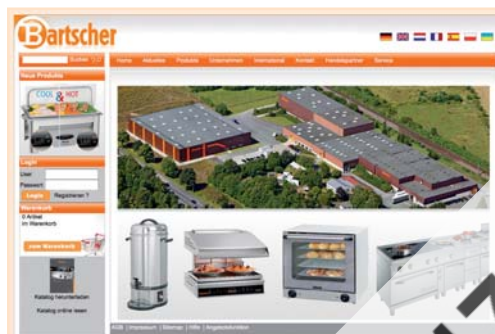 Bartscher
Suchen
Home Aktuelles Produkte Unternehmen International Kontakt Handelspartner Service
Neue Produkte
COOL & HOT
Login
User
Passwort
Login Registrieren ?
Warenkorb
0 Artikel
im Warenkorb
zum Warenkorb
Katalog herunterladen
Katalog online lesen
AGB | Impressum | Sitemap | Hilfe | Angebotsfunktion